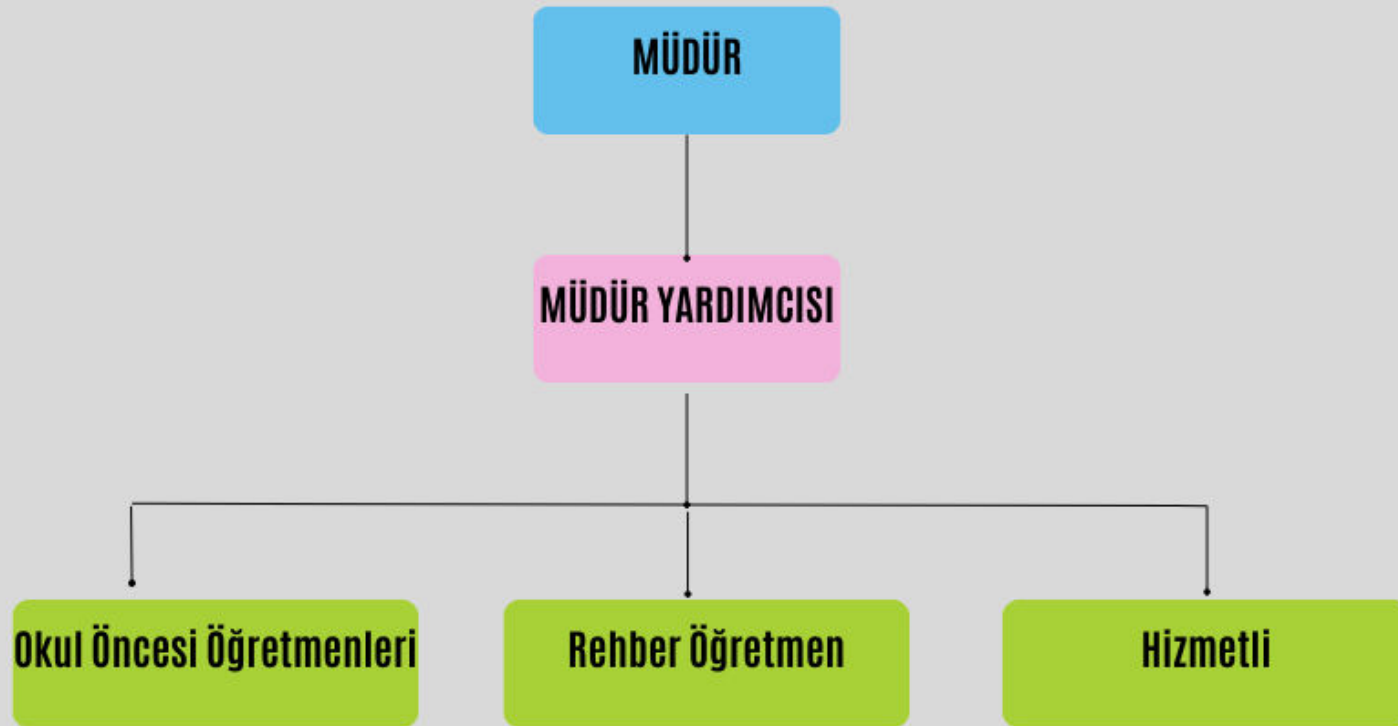 MÜDÜR
MÜDÜR YARDIMCISI
Okul Öncesi Öğretmenleri
Rehber Öğretmen
Hizmetli